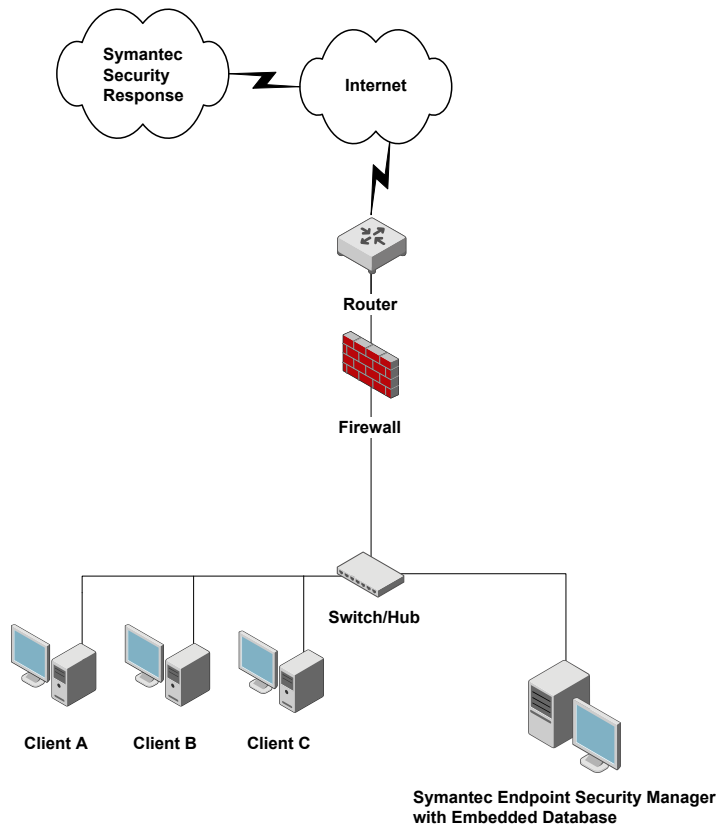 Symantec
Security
Response
Internet
Router
Firewall
Switch/Hub
Client A
Client B
Client C
Symantec Endpoint Security Manager
with Embedded Database